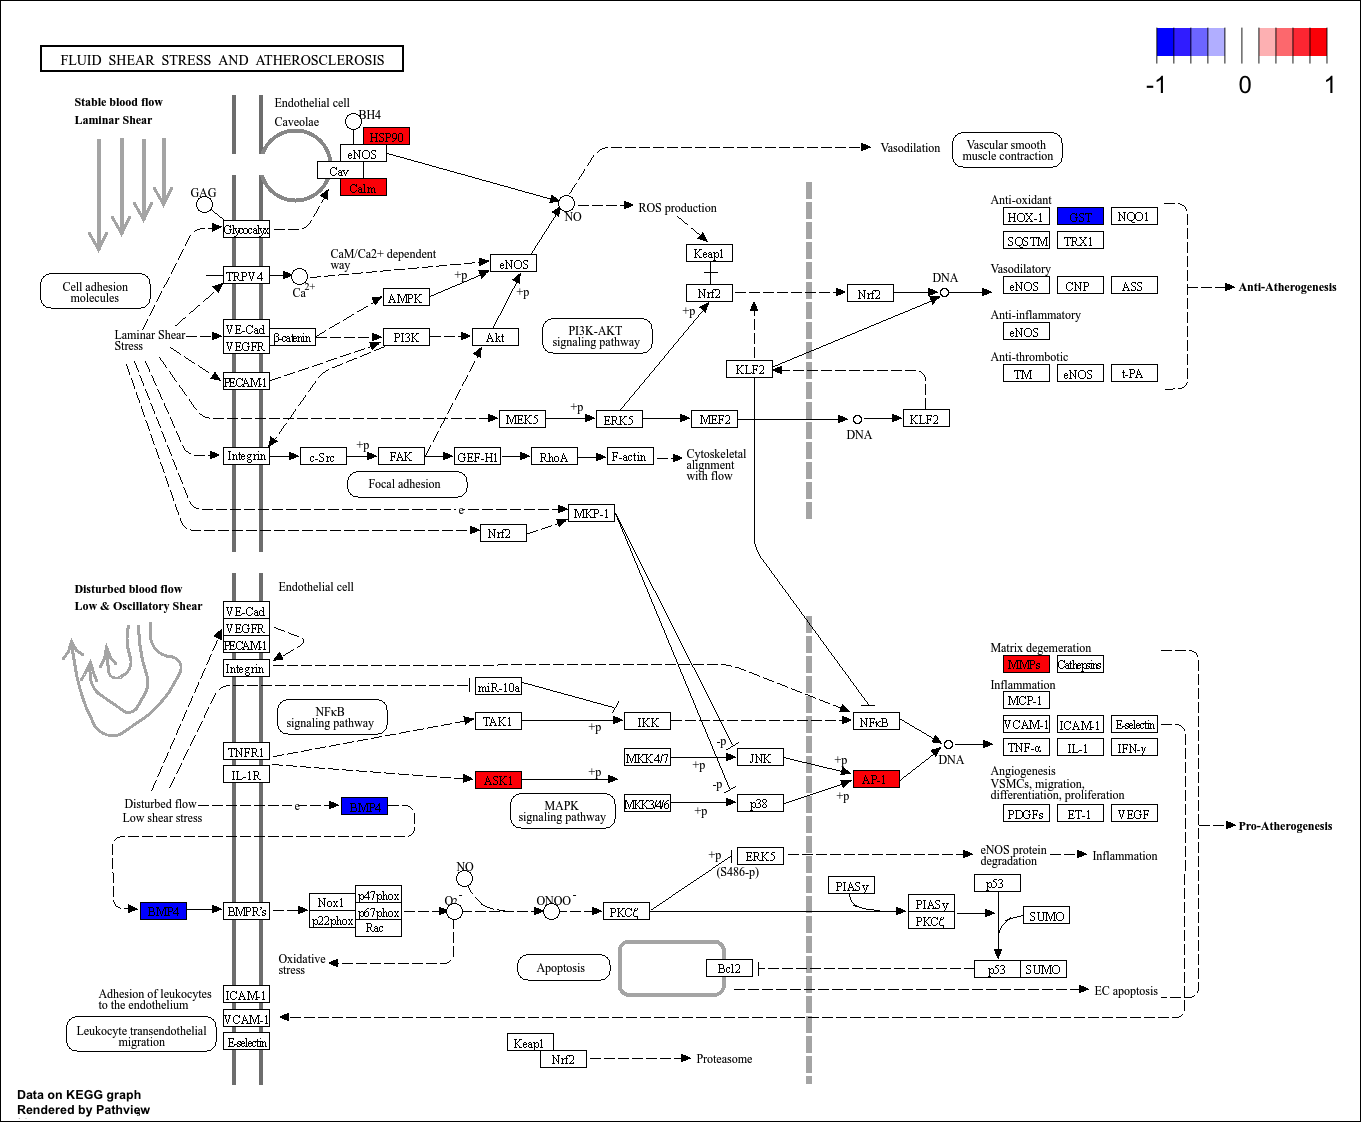 FLUID SHEAR STRESS AND ATHEROSCLEROSIS
-1 0 1
Stable blood flow
Laminar Shear
Endothelial cell
Caveolae
BH4
HSP90
eNOS
Cav
Calm
GAG
Glycocalyx
NO
Vasodilation
Vascular smooth
muscle contraction
ROS production
Keap1
Nrf2
+p
Cell adhesion
molecules
TRPV4
Ca2+
CaM/Ca2+ dependent
way
eNOS
+p
+p
AMPK
Laminar Shear
Stress
VE-Cad
VEGFR
β-catenin
PI3K
Akt
PI3K-AKT
signaling pathway
PECAM-1
KLF2
Nrf2
DNA
Anti-oxidant
HOX-1
GST
NQO1
SQSTM
TRX1
Vasodilatory
eNOS
CNP
ASS
Anti-inflammatory
eNOS
Anti-thrombotic
TM
eNOS
t-PA
Anti-Atherogenesis
MEK5
+p
ERK5
MEF2
DNA
KLF2
Integrin
c-Src
+p
FAK
GEF-H1
RhoA
F-actin
Cytoskeletal
alignment
with flow
Focal adhesion
e
MKP-1
Nrf2
Disturbed blood flow
Low & Oscillatory Shear
Endothelial cell
VE-Cad
VEGFR
PECAM-1
Integrin
miR-10a
NFκB
signaling pathway
TAK1
+p
IKK
NFκB
TNFR1
IL-1R
MKK4/7
+p
-p
JNK
ASK1
+p
+p
AP-1
+p
DNA
MAPK
signaling pathway
MKK3/4/6
+p
-p
p38
Matrix degemeration
MMPs
Cathepsins
Inflammation
MCP-1
VCAM-1
ICAM-1
E-selectin
TNF-α
IL-1
IFN-γ
Angiogenesis
VSMCs, migration,
differentiation, proliferation
PDGFs
ET-1
VEGF
Pro-Atherogenesis
Disturbed flow
Low shear stress
e
BMP4
BMP4
BMPR's
Nox1
p22phox
p47phox
p67phox
Rac
NO
O2-
ONOO-
PKCζ
+p
(S486-p)
ERK5
eNOS protein
degradation
Inflammation
PIASy
PIASy
PKCζ
p53
SUMO
p53
SUMO
Oxidative
stress
Apoptosis
Bcl2
EC apoptosis
Adhesion of leukocytes
to the endothelium
ICAM-1
VCAM-1
E-selectin
Leukocyte transendothelial
migration
Keap1
Nrf2
Proteasome
Data on KEGG graph
Rendered by Pathview